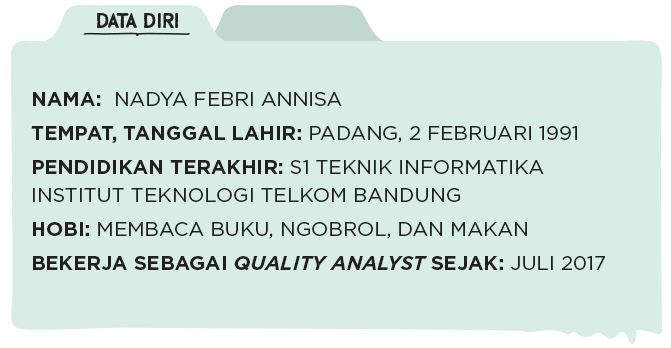 DATA DIRI
NAMA: NADYA FEBRI ANNISA
TEMPAT, TANGGAL LAHIR: PADANG, 2 FEBRUARI 1991
PENDIDIKAN TERAKHIR: S1 TEKNIK INFORMATIKA
INSTITUT TEKNOLOGI TELKOM BANDUNG
HOBI: MEMBACA BUKU, NGOBROL, DAN MAKAN
BEKERJA SEBAGAI QUALITY ANALYST SEJAK: JULI 2017